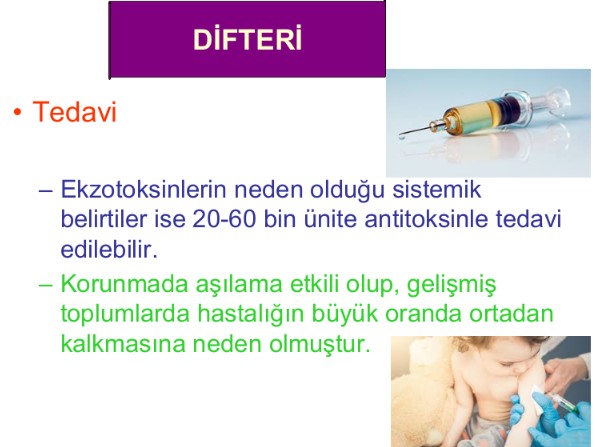 DİFTERİ
• Tedavi
– Ekzotoksinlerin neden olduğu sistemik
belirtiler ise 20-60 bin ünite antitoksinle tedavi
edilebilir.
– Korunmada aşılama etkili olup, gelişmiş
toplumlarda hastalığın büyük oranda ortadan
kalkmasına neden olmuştur.